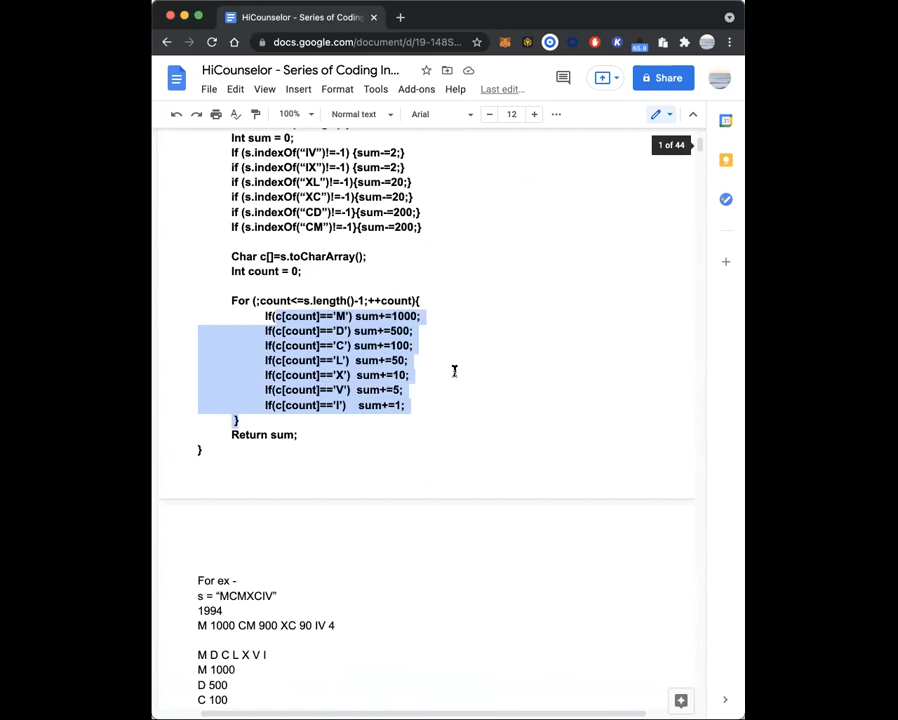 HiCounselor - Series of Coding
docs.google.com/document/d/19-148S...
HiCounselor - Series of Coding In...
File Edit View Insert Format Tools Add-ons Help Last edit...
Share
100% Normal text Arial 12
1 of 44
Int sum = 0;
If (s.indexOf(“IV”)!=-1) {sum-=2;}
if (s.indexOf(“IX”)!=-1) {sum-=2;}
if (s.indexOf(“XL”)!=-1){sum-=20;}
if (s.indexOf(“XC”)!=-1){sum-=20;}
if (s.indexOf(“CD”)!=-1){sum-=200;}
if (s.indexOf(“CM”)!=-1){sum-=200;}
Char c[]=s.toCharArray();
Int count = 0;
For (;count<=s.length()-1;++count){
If(c[count]==’M’) sum+=1000;
If(c[count]==’D’) sum+=500;
If(c[count]==’C’) sum+=100;
If(c[count]==’L’) sum+=50;
If(c[count]==’X’) sum+=10;
If(c[count]==’V’) sum+=5;
If(c[count]==’I’) sum+=1;
}
Return sum;
}
For ex -
s = “MCMXCIV”
1994
M 1000 CM 900 XC 90 IV 4
M D C L X V I
M 1000
D 500
C 100